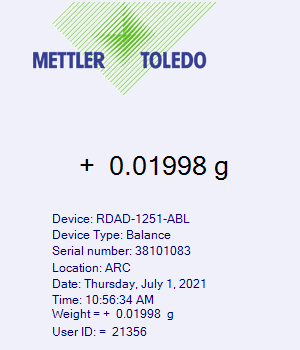 METTLER TOLEDO
+ 0.01998 g
Device: RDAD-1251-ABL
Device Type: Balance
Serial number: 38101083
Location: ARC
Date: Thursday, July 1, 2021
Time: 10:56:34 AM
Weight = + 0.01998 g
User ID: = 21356